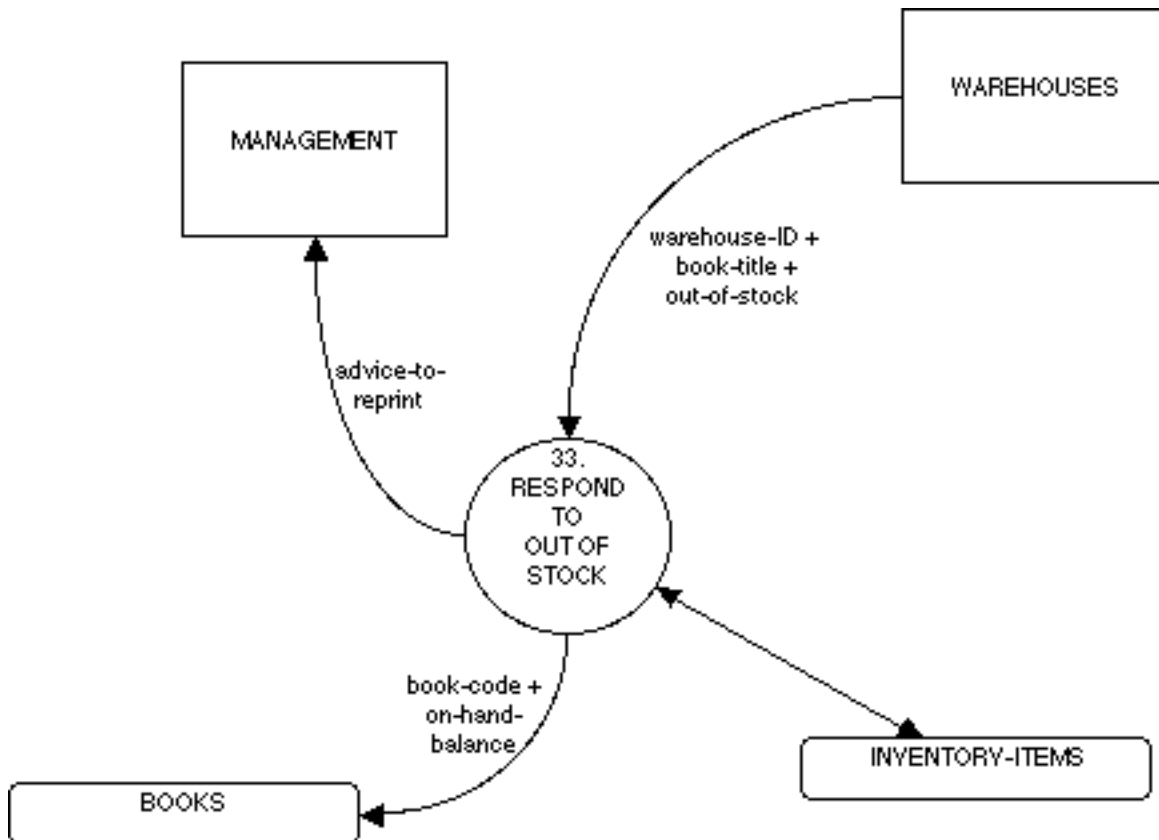 WAREHOUSES
MANAGEMENT
warehouse-ID +
book-title +
out-of-stock
advice-to-
reprint
33.
RESPOND
TO
OUT OF
STOCK
book-code +
on-hand-
balance
INVENTORY-ITEMS
BOOKS